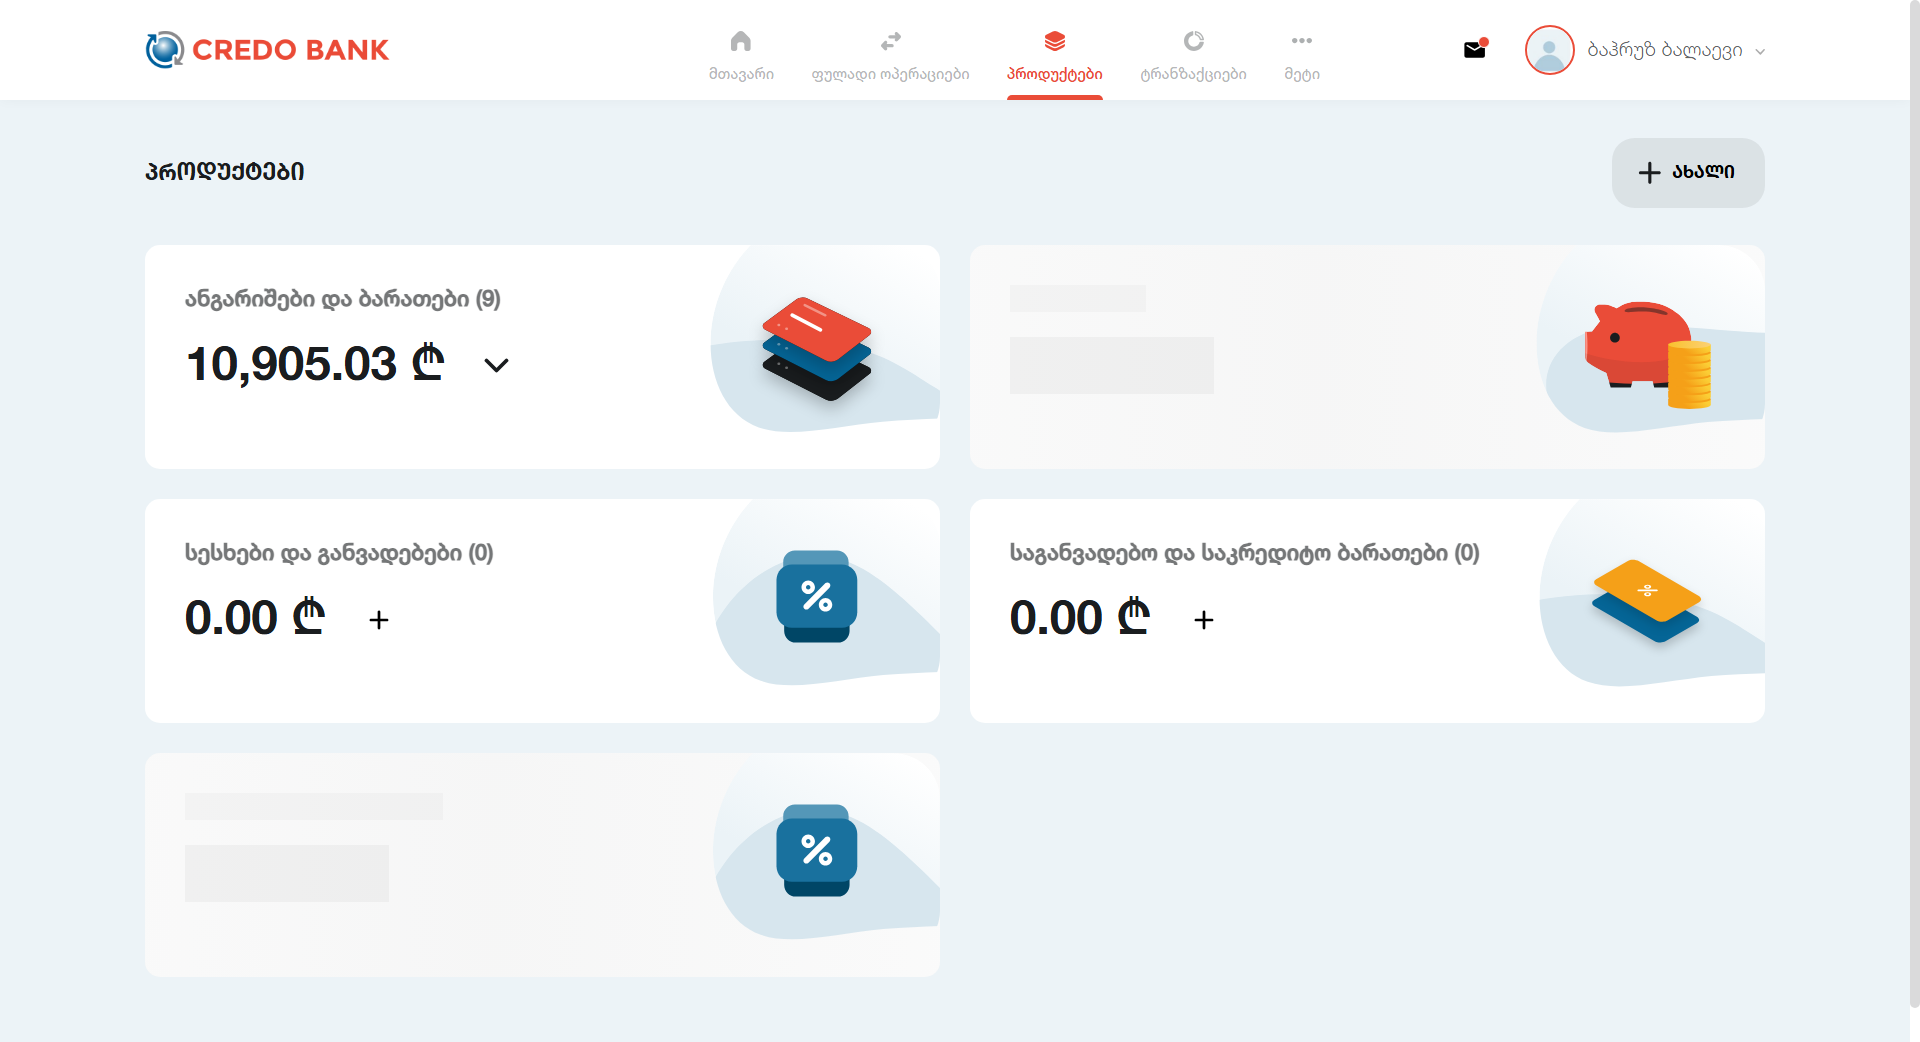 CREDO BANK
მთავარი
ფულადი ოპერაციები
პროდუქტები
ტრანზაქციები
მეტი
ბაჰრუზ ბალაევი
პროდუქტები
ახალი
ანგარიშები და ბარათები (9)
10,905.03 ₾
სესხები და განვადებები (0)
0.00 ₾
საგანვადებო და საკრედიტო ბარათები (0)
0.00 ₾